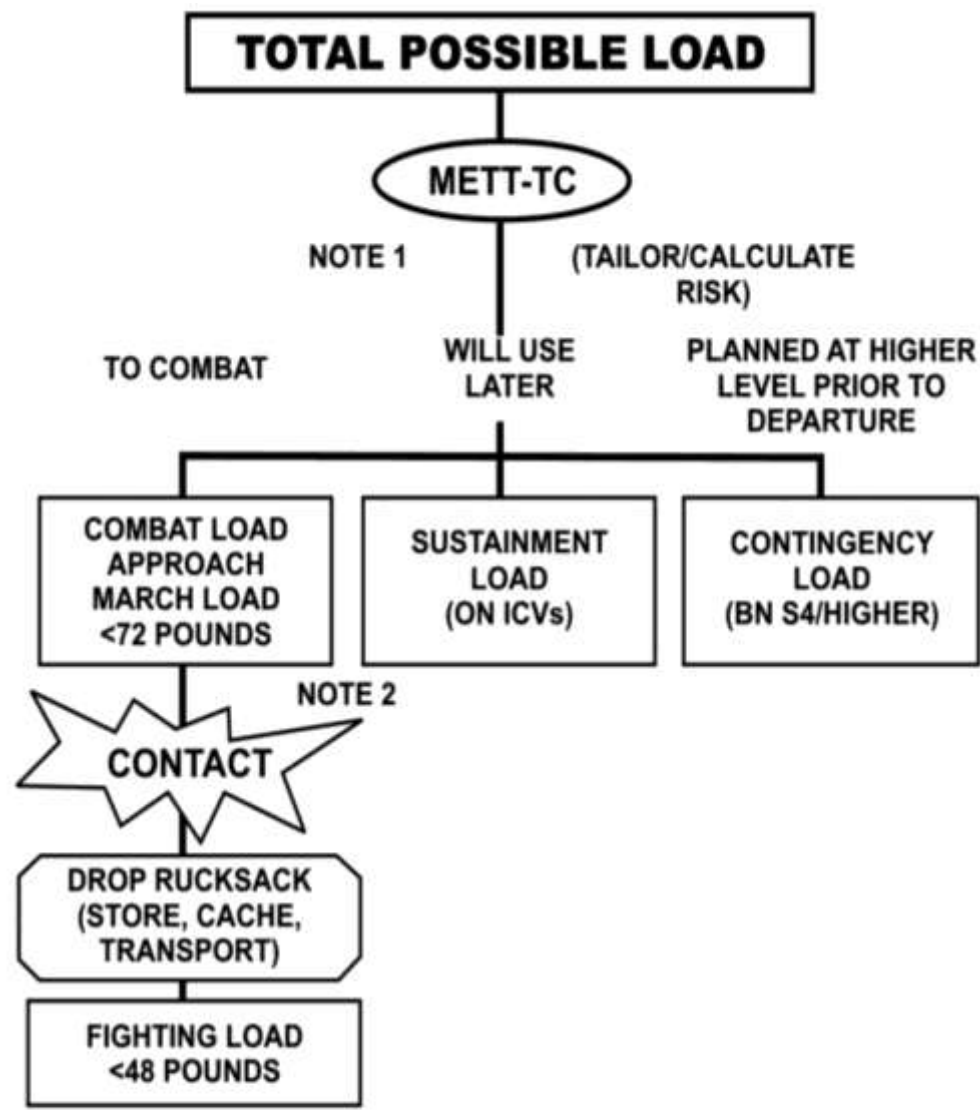 TOTAL POSSIBLE LOAD
METT-TC
NOTE 1
(TAILOR/CALCULATE
RISK)
TO COMBAT
WILL USE
LATER
PLANNED AT HIGHER
LEVEL PRIOR TO
DEPARTURE
COMBAT LOAD
APPROACH
MARCH LOAD
<72 POUNDS
SUSTAINMENT
LOAD
(ON ICVs)
CONTINGENCY
LOAD
(BN S4/HIGHER)
NOTE 2
CONTACT
DROP RUCKSACK
(STORE, CACHE,
TRANSPORT)
FIGHTING LOAD
<48 POUNDS